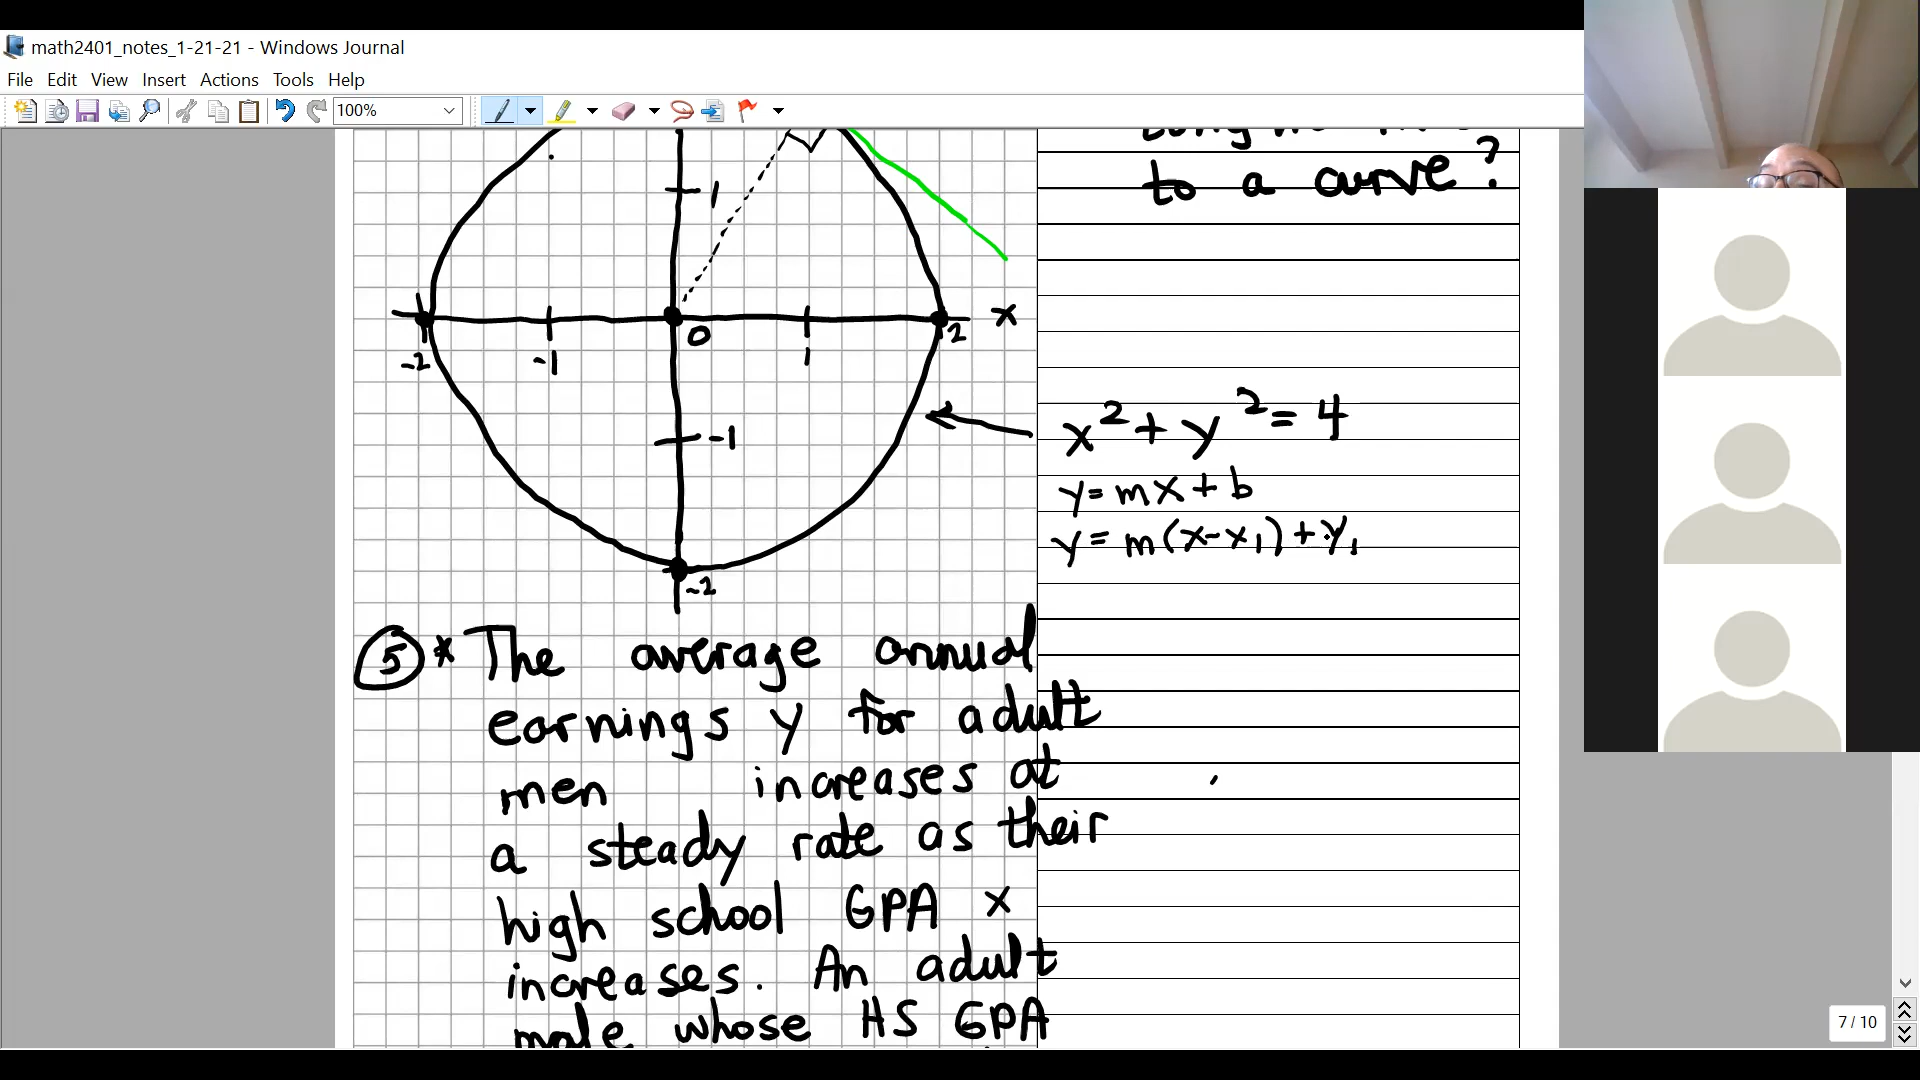 math2401_notes_1-21-21 - Windows Journal
File Edit View Insert Actions Tools Help
100%
to a curve?
1
x
-2
-1
0
1
2
-1
-2
x² + y² = 4
y = mx + b
y = m(x-x₁) + y₁
5 * The average annual
earnings y for adult
men increases at
a steady rate as their
high school GPA x
increases. An adult
male whose HS GPA
7 / 10